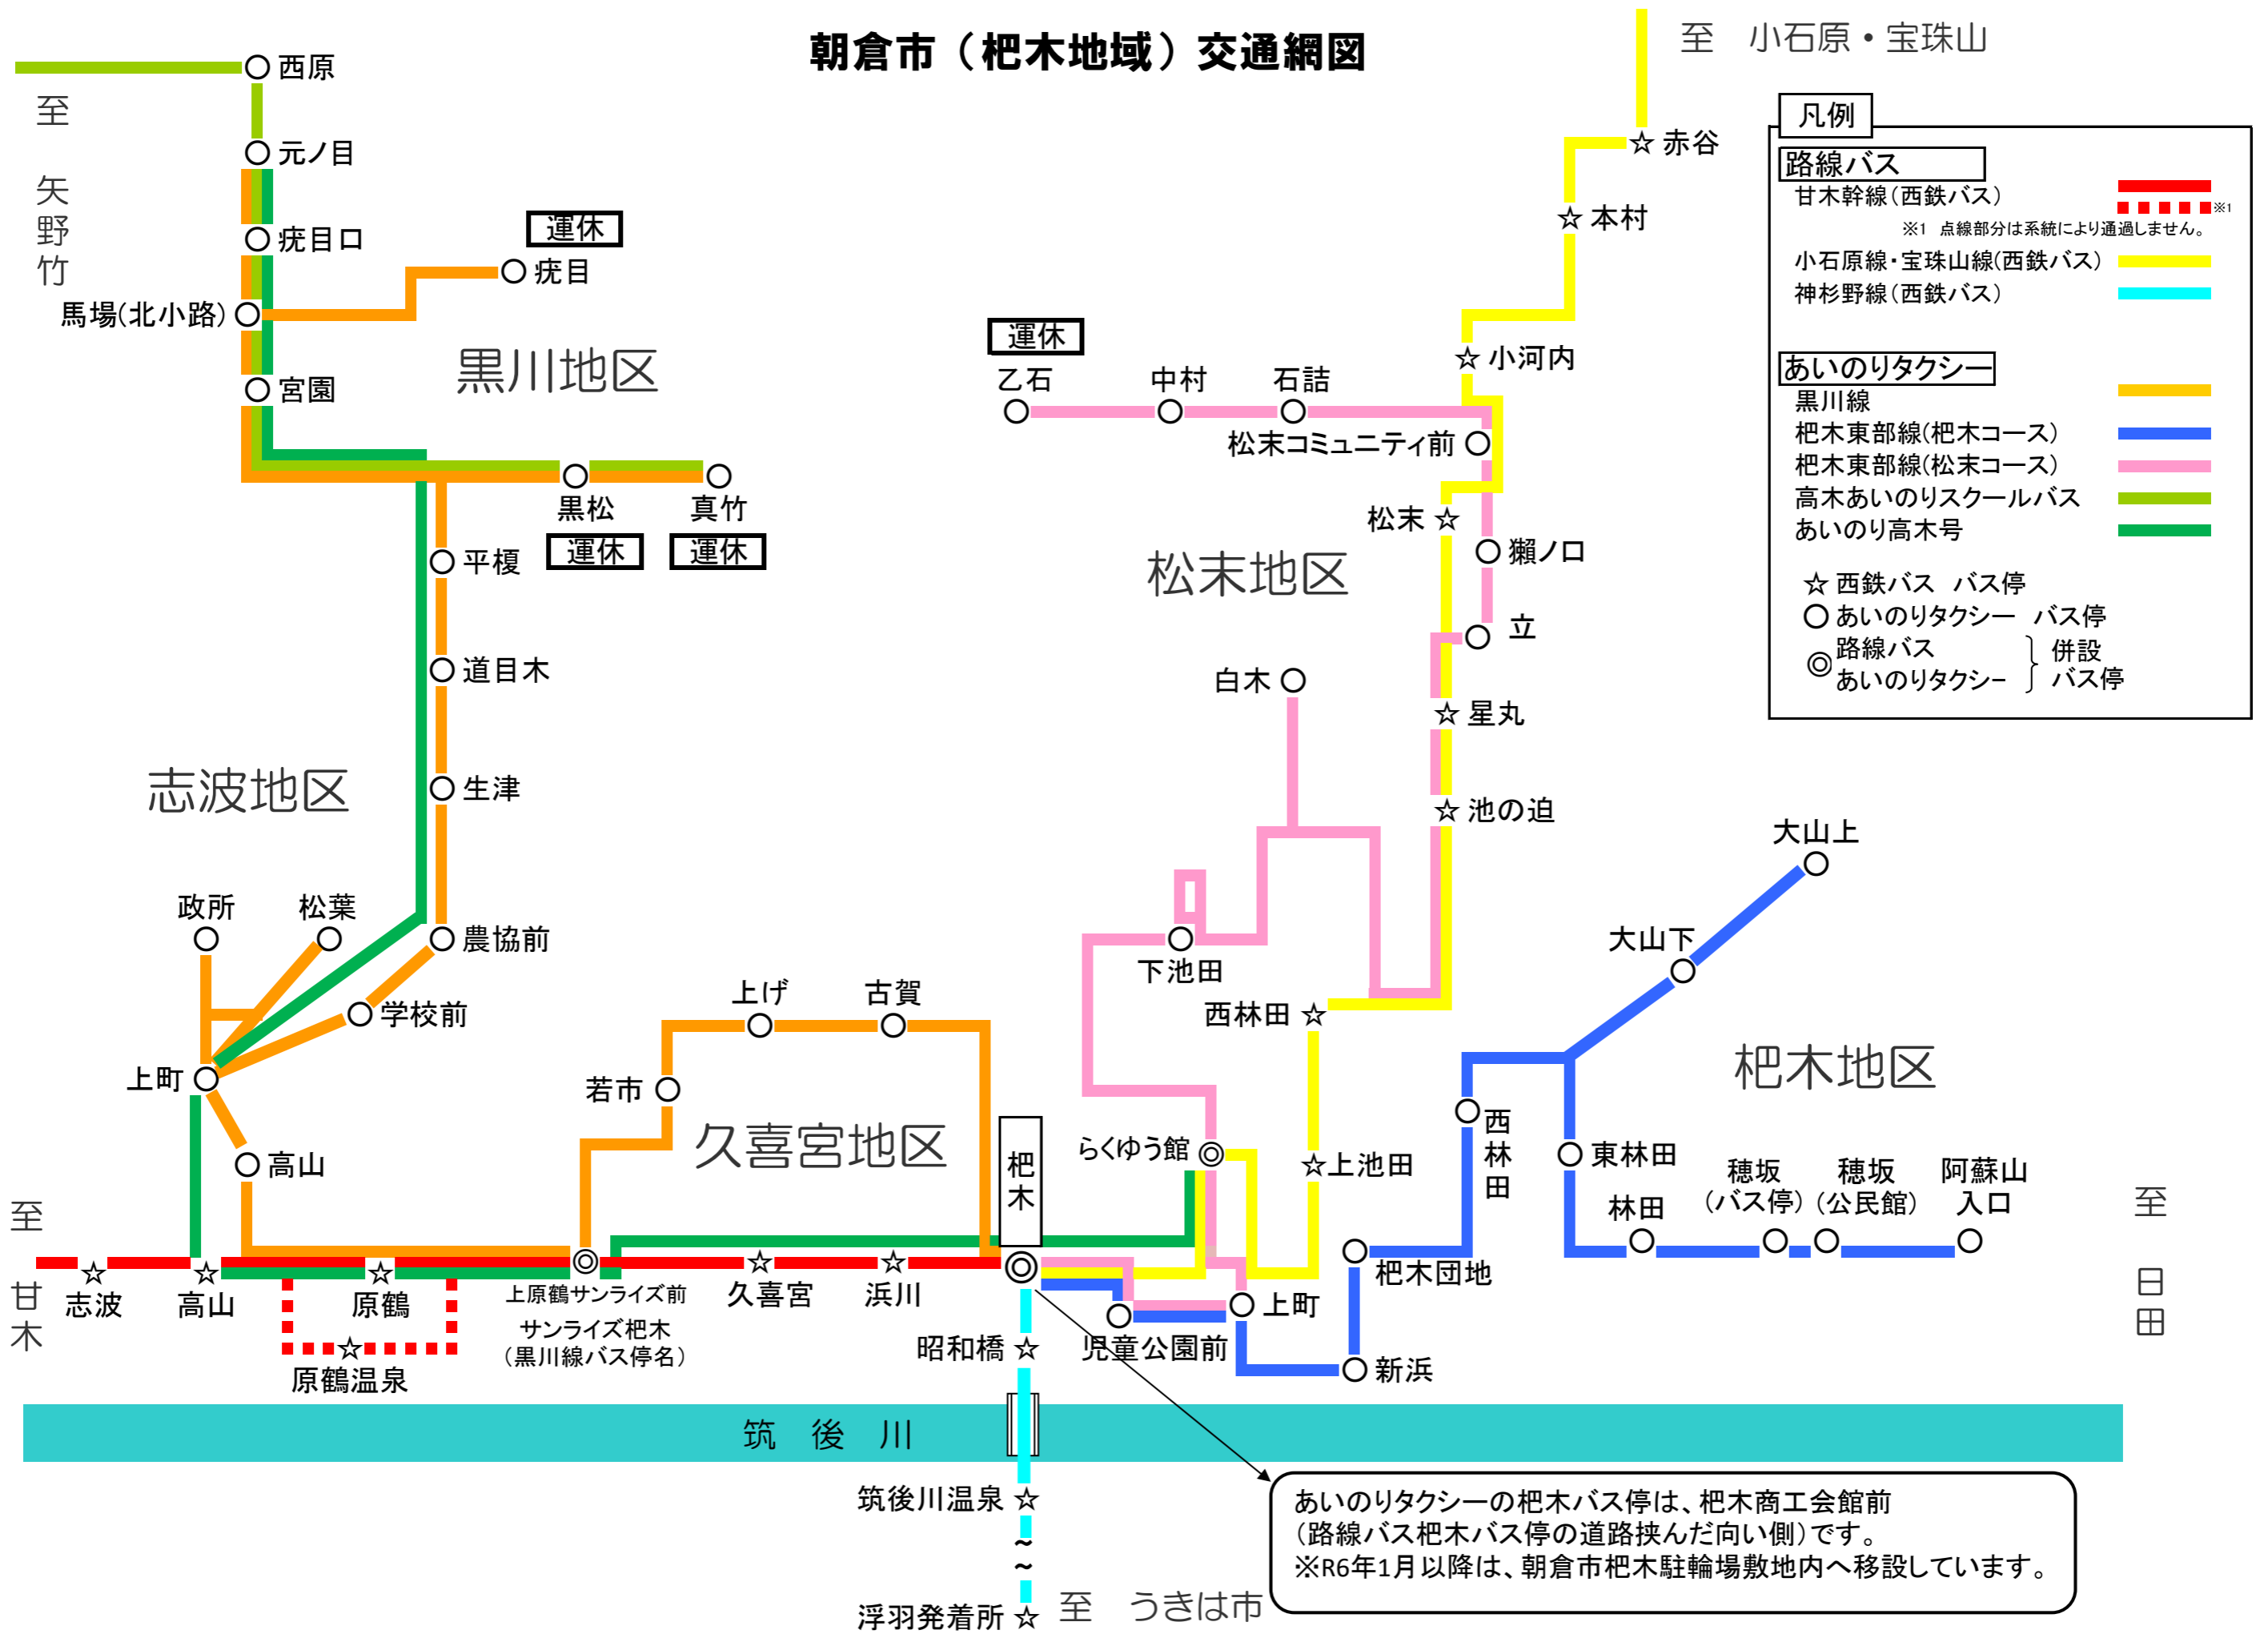 朝倉市（杷木地域）交通網図
至　小石原・宝珠山
西原
至　矢野竹
元ノ目
疣目口
運休
疣目
馬場(北小路)
宮園
黒川地区
黒松
真竹
運休
運休
平榎
道目木
生津
志波地区
政所
松葉
農協前
学校前
上町
高山
至　甘木
志波
高山
原鶴
原鶴温泉
上原鶴サンライズ前
サンライズ杷木
（黒川線バス停名）
若市
上げ
古賀
久喜宮地区
久喜宮
浜川
杷木
赤谷
本村
小河内
運休
乙石
中村
石詰
松末コミュニティ前
松末
獺ノ口
松末地区
立
白木
星丸
池の迫
下池田
西林田
らくゆう館
上池田
大山上
大山下
杷木地区
西林田
東林田
林田
穂坂
（バス停）
穂坂
（公民館）
阿蘇山
入口
至　日田
杷木団地
上町
新浜
児童公園前
昭和橋
筑　後　川
筑後川温泉
～
～
浮羽発着所
至　うきは市
あいのりタクシーの杷木バス停は、杷木商工会館前
（路線バス杷木バス停の道路挟んだ向い側）です。
※R6年1月以降は、朝倉市杷木駐輪場敷地内へ移設しています。
凡例
路線バス
甘木幹線（西鉄バス）
※1
※1　点線部分は系統により通過しません。
小石原線・宝珠山線(西鉄バス）
神杉野線（西鉄バス）
あいのりタクシー
黒川線
杷木東部線(杷木コース）
杷木東部線(松末コース）
高木あいのりスクールバス
あいのり高木号
☆ 西鉄バス　バス停
○ あいのりタクシー　バス停
◎ 路線バス
あいのりタクシー
併設
バス停